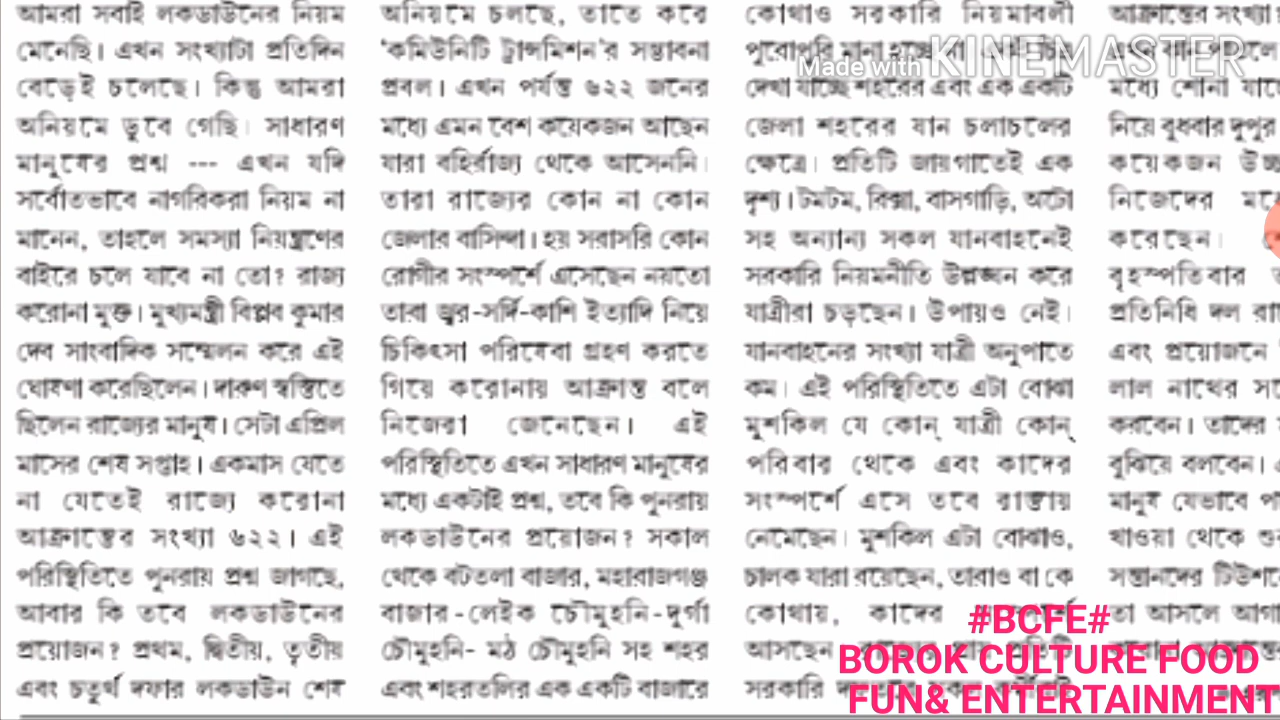 আমরা সবাই লকডাউনের নিয়ম
মেনেছি। এখন সংখ্যাটা প্রতিদিন
বেড়েই চলেছে। কিন্তু আমরা
অনিয়মে ডুবে গেছি। সাধারণ
মানুষের প্রশ্ন --- এখন যদি
সর্বোতভাবে নাগরিকরা নিয়ম না
মানেন, তাহলে সমস্যা নিয়ন্ত্রণের
বাইরে চলে যাবে না তো? রাজ্য
করোনা মুক্ত। মুখ্যমন্ত্রী বিপ্লব কুমার
দেব সাংবাদিক সম্মেলন করে এই
ঘোষণা করেছিলেন। দারুণ স্বস্তিতে
ছিলেন রাজ্যের মানুষ। সেটা এপ্রিল
মাসের শেষ সপ্তাহ। একমাস যেতে
না যেতেই রাজ্যে করোনা
আক্রান্তের সংখ্যা ৬২২। এই
পরিস্থিতিতে পুনরায় প্রশ্ন জাগছে,
আবার কি তবে লকডাউনের
প্রয়োজন? প্রথম, দ্বিতীয়, তৃতীয়
এবং চতুর্থ দফার লকডাউন শেষ
অনিয়মে চলছে, তাতে করে
'কমিউনিটি ট্রান্সমিশন'র সম্ভাবনা
প্রবল। এখন পর্যন্ত ৬২২ জনের
মধ্যে এমন বেশ কয়েকজন আছেন
যারা বহির্রাজ্য থেকে আসেননি।
তারা রাজ্যের কোন না কোন
জেলার বাসিন্দা। হয় সরাসরি কোন
রোগীর সংস্পর্শে এসেছেন নয়তো
তারা জ্বর-সর্দি-কাশি ইত্যাদি নিয়ে
চিকিৎসা পরিষেবা গ্রহণ করতে
গিয়ে করোনায় আক্রান্ত বলে
নিজেরা জেনেছেন। এই
পরিস্থিতিতে এখন সাধারণ মানুষের
মধ্যে একটাই প্রশ্ন, তবে কি পুনরায়
লকডাউনের প্রয়োজন? সকাল
থেকে বটতলা বাজার, মহারাজগঞ্জ
বাজার-লেইক চৌমুহনি-দুর্গা
চৌমুহনি- মঠ চৌমুহনি সহ শহর
এবং শহরতলির এক একটি বাজারে
কোথাও সরকারি নিয়মাবলী
পুরোপুরি মানা হচ্ছে
দেখা যাচ্ছে শহরের এবং এক একটি
জেলা শহরের যান চলাচলের
ক্ষেত্রে। প্রতিটি জায়গাতেই এক
দৃশ্য। টমটম, রিক্সা, বাসগাড়ি, অটো
সহ অন্যান্য সকল যানবাহনেই
সরকারি নিয়মনীতি উল্লঙ্ঘন করে
যাত্রীরা চড়ছেন। উপায়ও নেই।
যানবাহনের সংখ্যা যাত্রী অনুপাতে
কম। এই পরিস্থিতিতে এটা বোঝা
মুশকিল যে কোন্ যাত্রী কোন্
পরিবার থেকে এবং কাদের
সংস্পর্শে এসে তবে রাস্তায়
নেমেছেন। মুশকিল এটা বোঝাও,
চালক যারা রয়েছেন, তারাও বা কে
কোথায়, কাদের
আসছেন
সরকারি
আক্রান্তের সংখ্যা
মধ্যে শোনা
নিয়ে বুধবার দুপুর
কয়েকজন
নিজেদের
করেছেন।
বৃহস্পতিবার
প্রতিনিধি দল
এবং প্রয়োজনে
লাল নাথের
করবেন। তাদের
বুঝিয়ে বলবেন।
মানুষ যেভাবে
খাওয়া থেকে
সন্তানদের
তা আসলে
Made with KINEMASTER
#BCFE#
BOROK CULTURE FOOD
FUN& ENTERTAINMENT